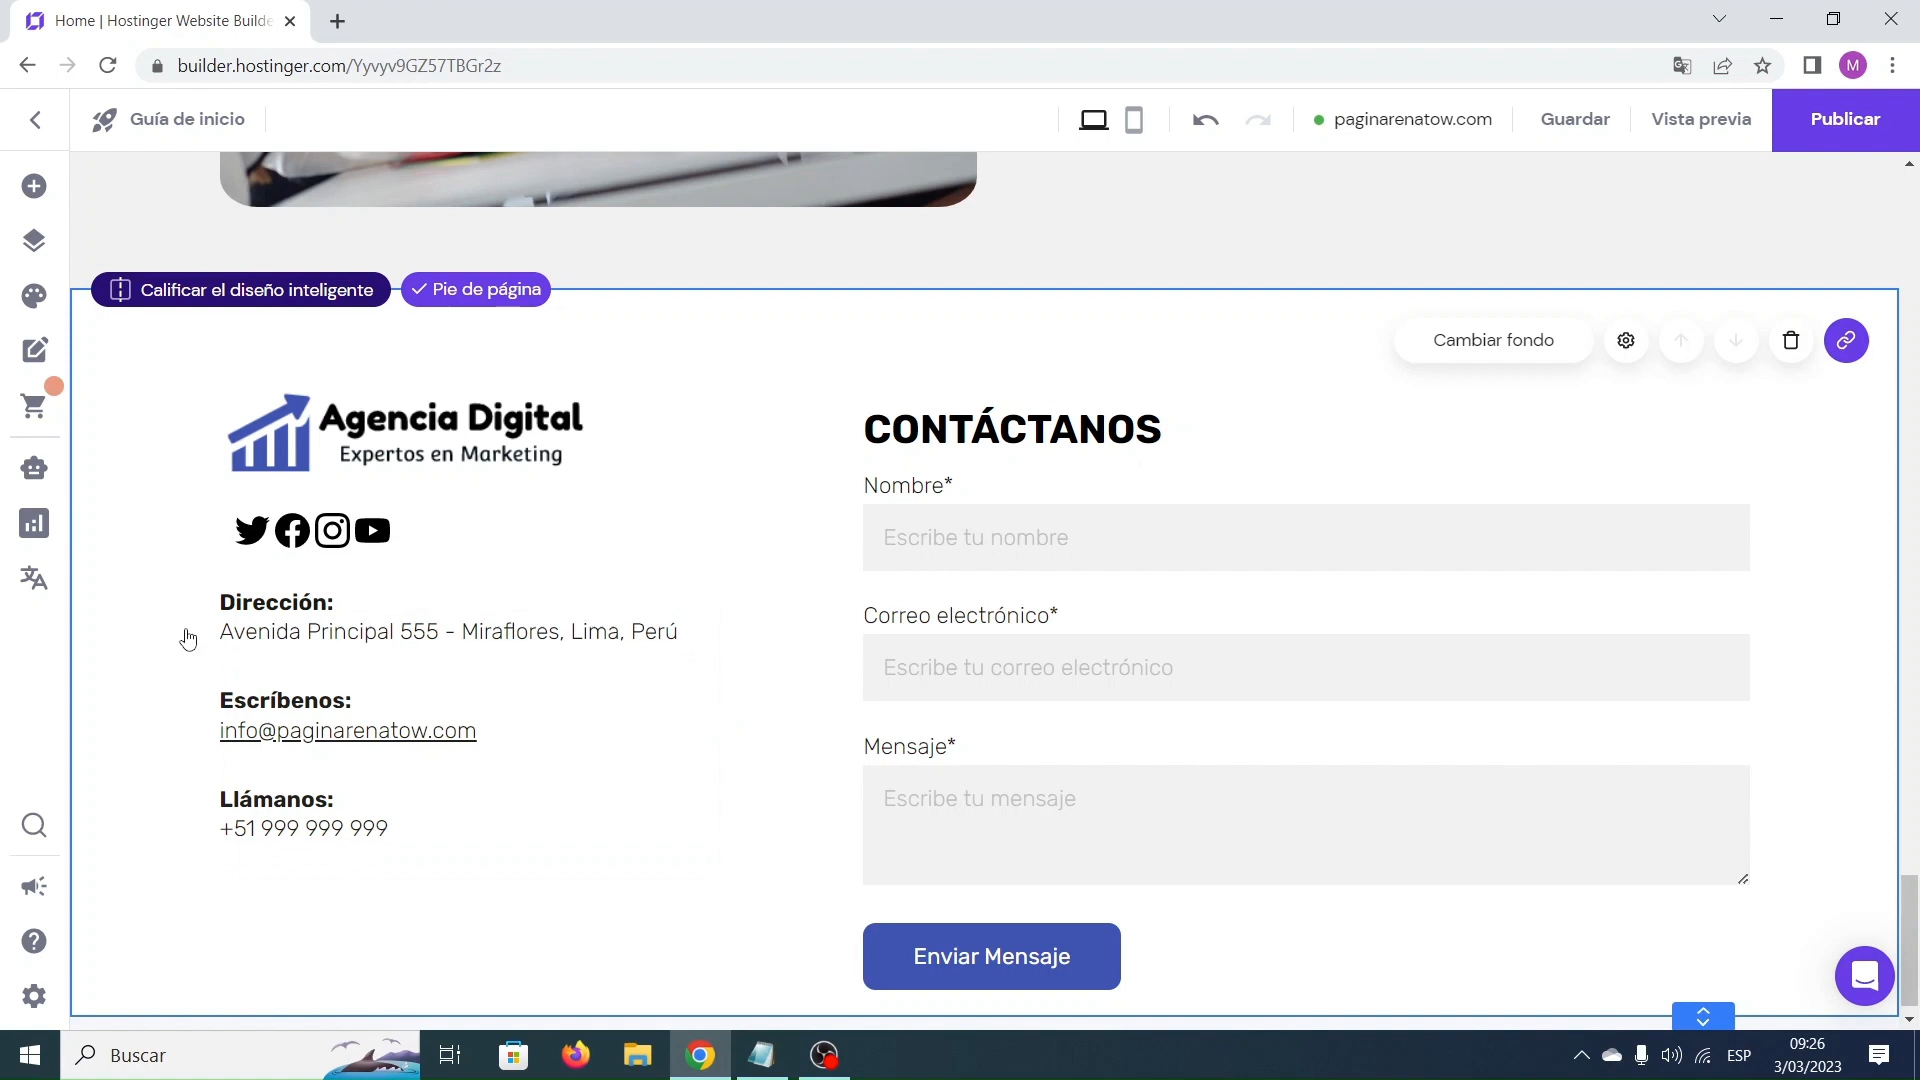 Home | Hostinger Website Builde
builder.hostinger.com/Yyvyv9GZ57TBGr2z
M
Guía de inicio
paginarenatow.com
Guardar
Vista previa
Publicar
Calificar el diseño inteligente
Pie de página
Cambiar fondo
Agencia Digital
Expertos en Marketing
Dirección:
Avenida Principal 555 - Miraflores, Lima, Perú
Escríbenos:
info@paginarenatow.com
Llámanos:
+51 999 999 999
CONTÁCTANOS
Nombre*
Escribe tu nombre
Correo electrónico*
Escribe tu correo electrónico
Mensaje*
Escribe tu mensaje
Enviar Mensaje
Buscar
ESP
09:26
3/03/2023